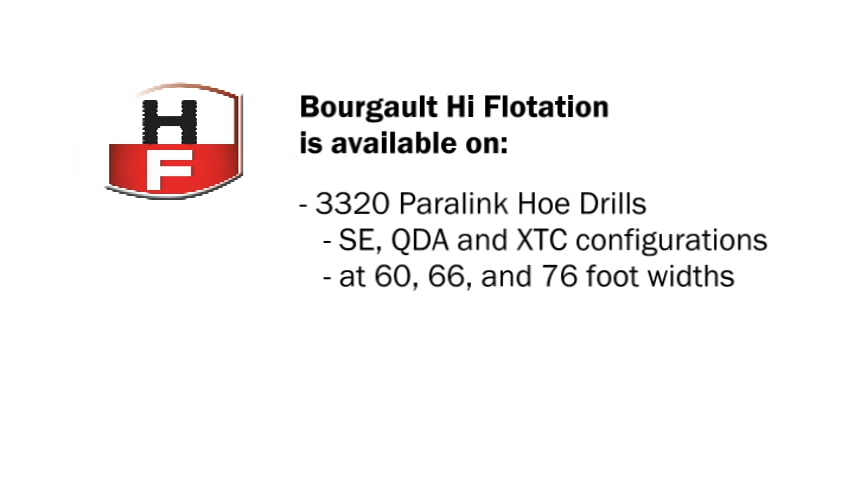 HF
Bourgault Hi Flotation
is available on:
- 3320 Paralink Hoe Drills
- SE, QDA and XTC configurations
- at 60, 66, and 76 foot widths